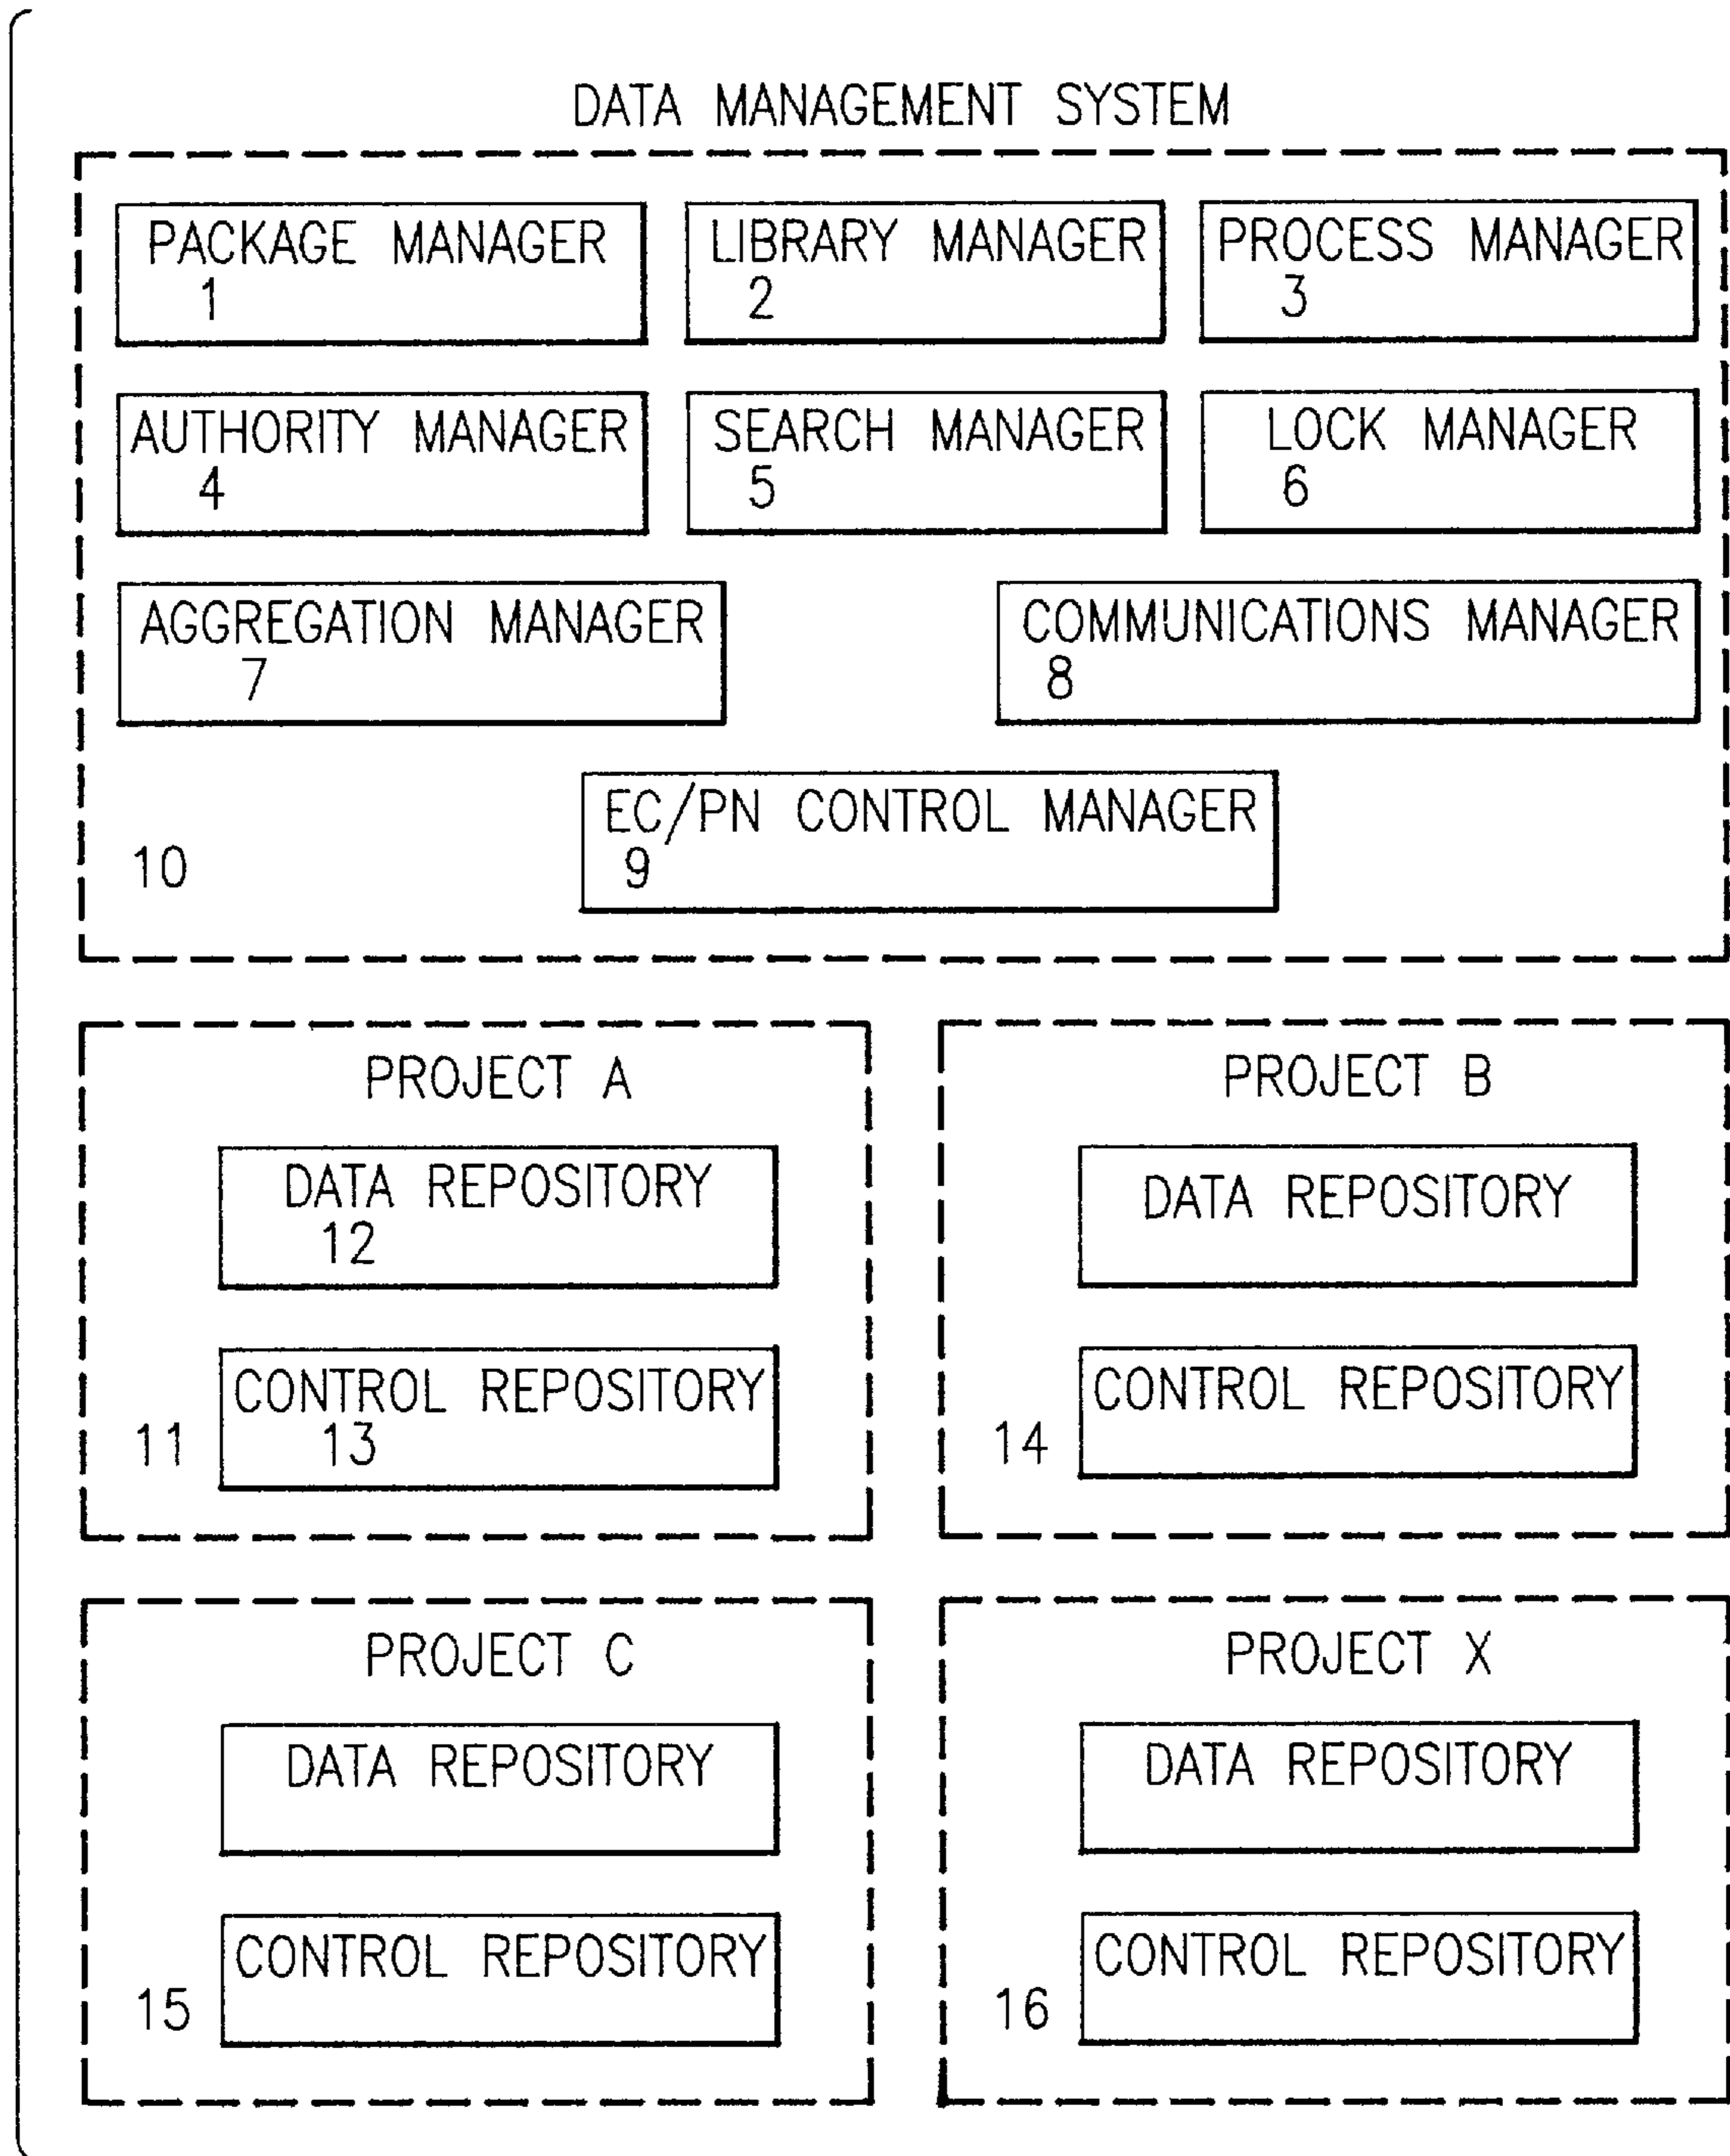 DATA MANAGEMENT SYSTEM
PACKAGE MANAGER
1
LIBRARY MANAGER
2
PROCESS MANAGER
3
AUTHORITY MANAGER
4
SEARCH MANAGER
5
LOCK MANAGER
6
AGGREGATION MANAGER
7
COMMUNICATIONS MANAGER
8
EC/PN CONTROL MANAGER
9
10
PROJECT A
DATA REPOSITORY
12
CONTROL REPOSITORY
13
11
PROJECT B
DATA REPOSITORY
CONTROL REPOSITORY
14
PROJECT C
DATA REPOSITORY
CONTROL REPOSITORY
15
PROJECT X
DATA REPOSITORY
CONTROL REPOSITORY
16